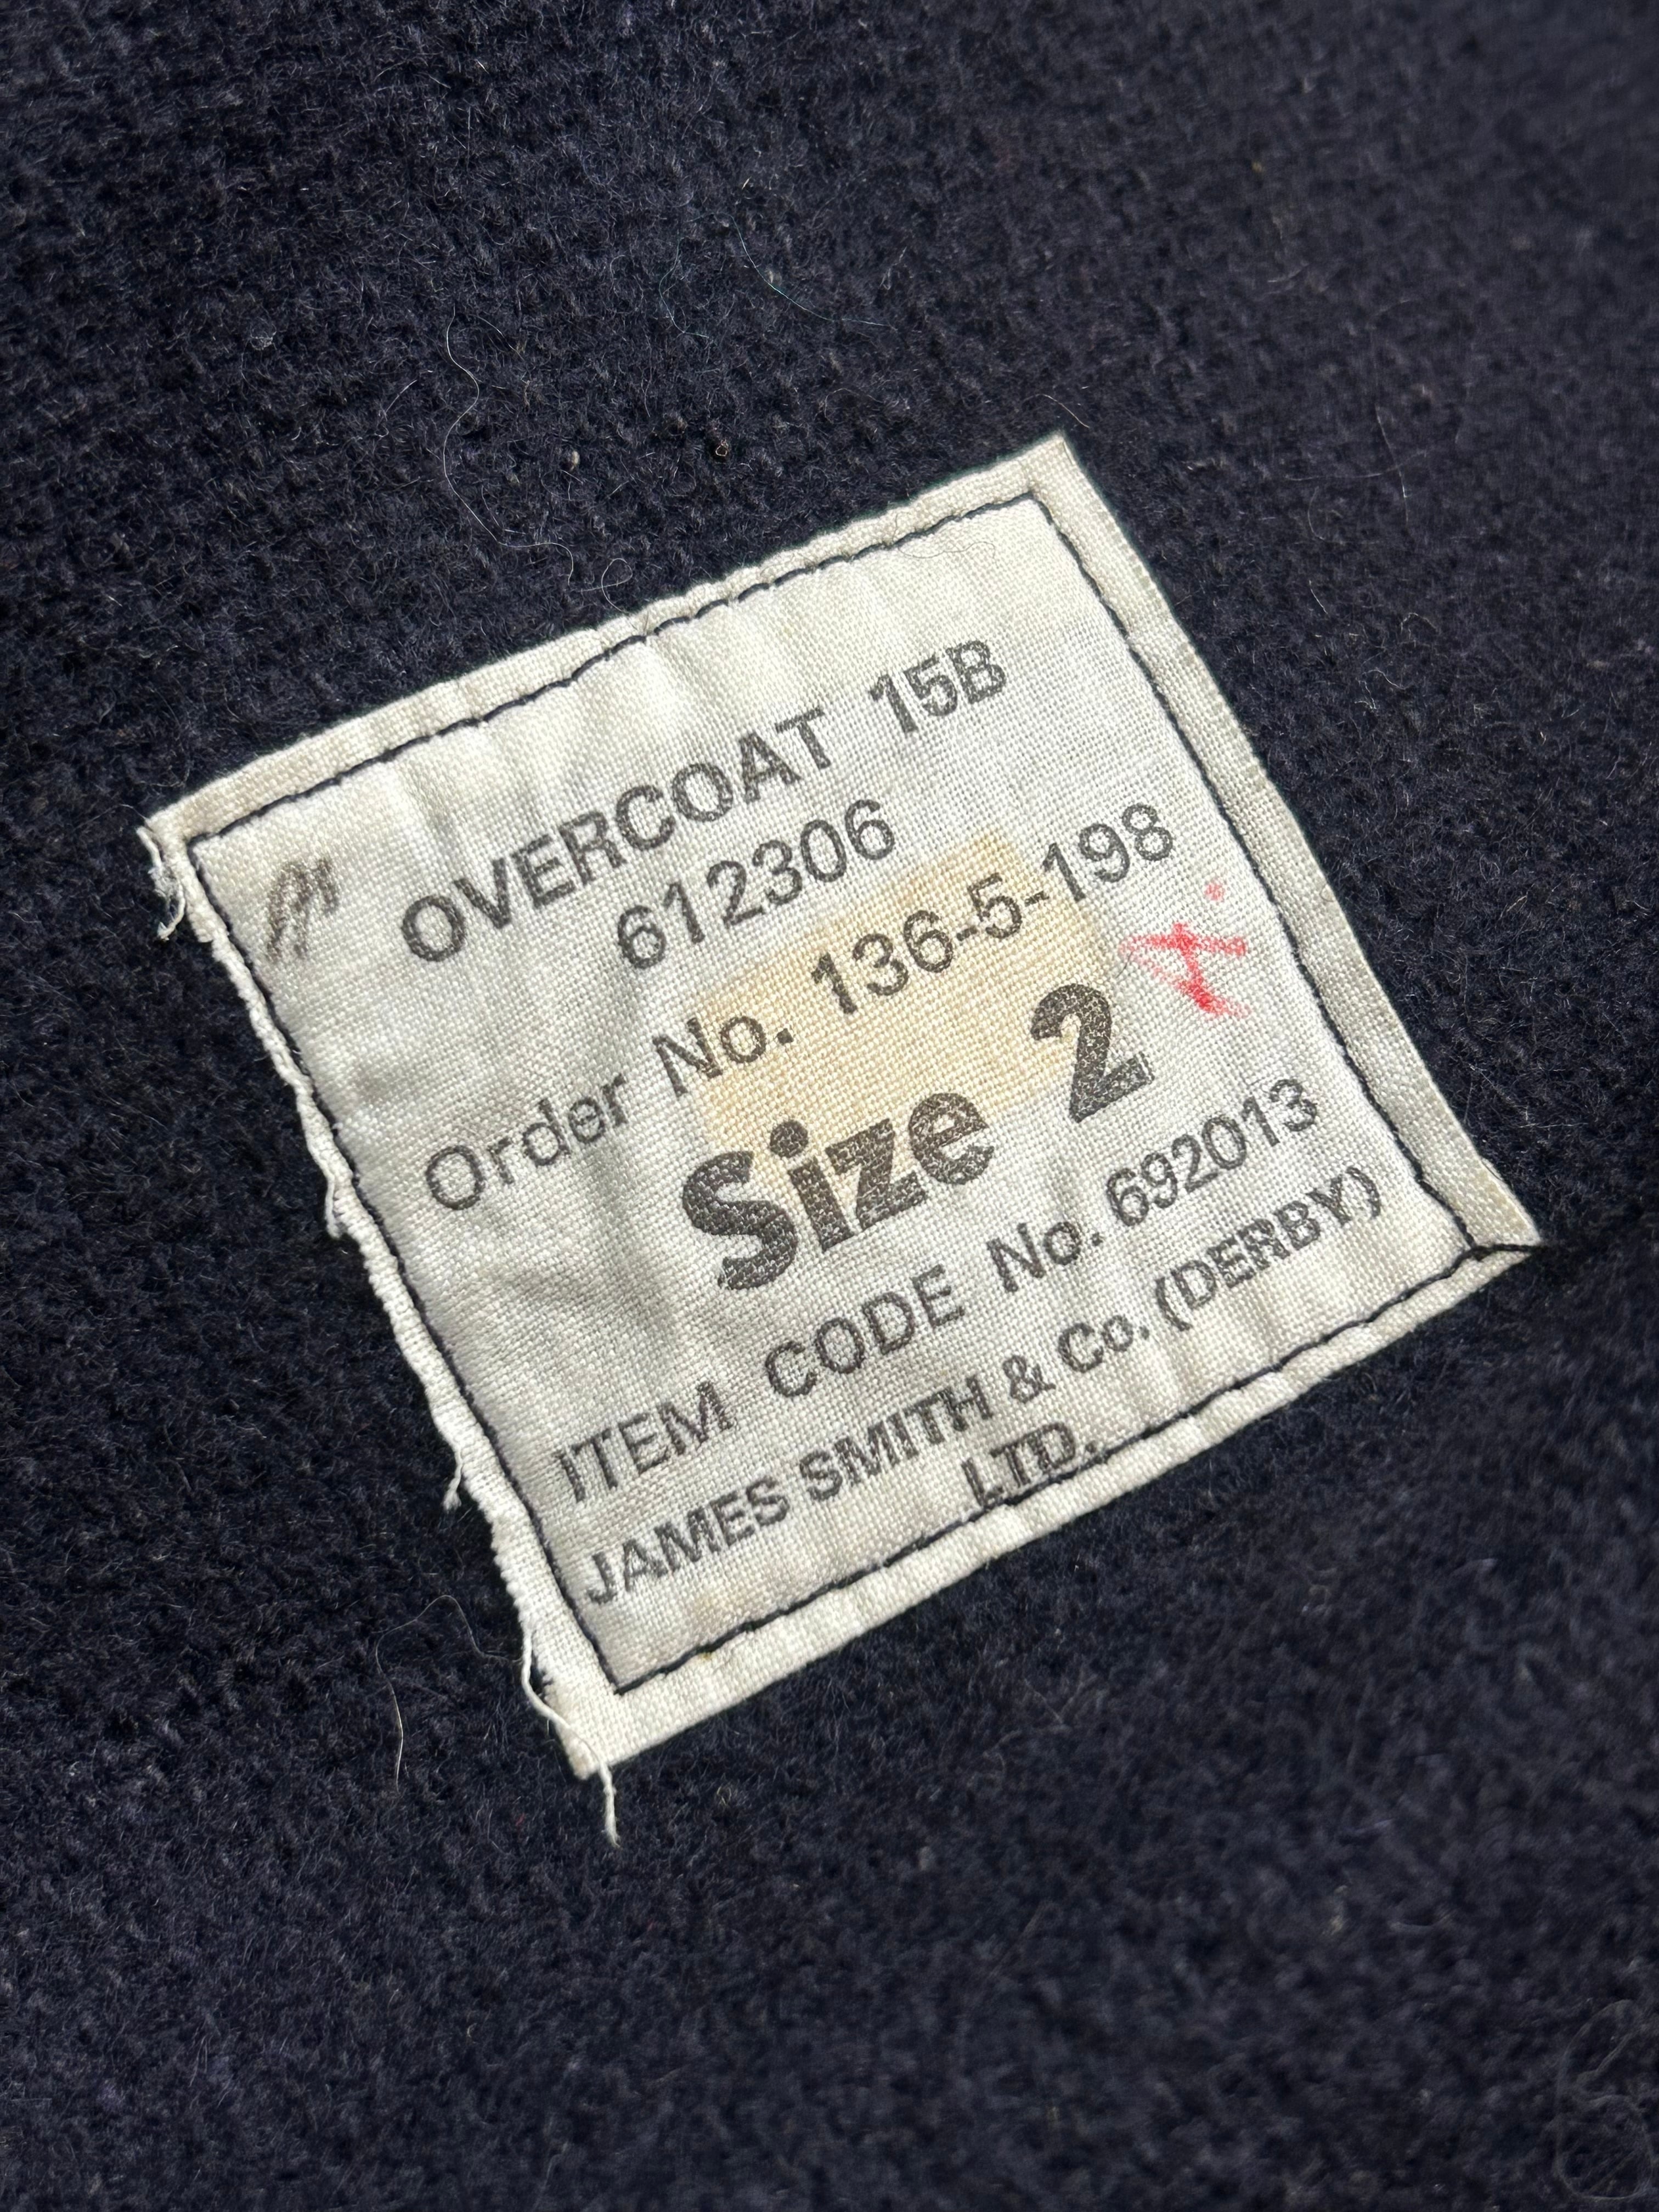 OVERCOAT 15B
612306
Order No. 136-5-198
Size 2
ITEM CODE No. 692013
JAMES SMITH & Co. (DERBY)
LTD.